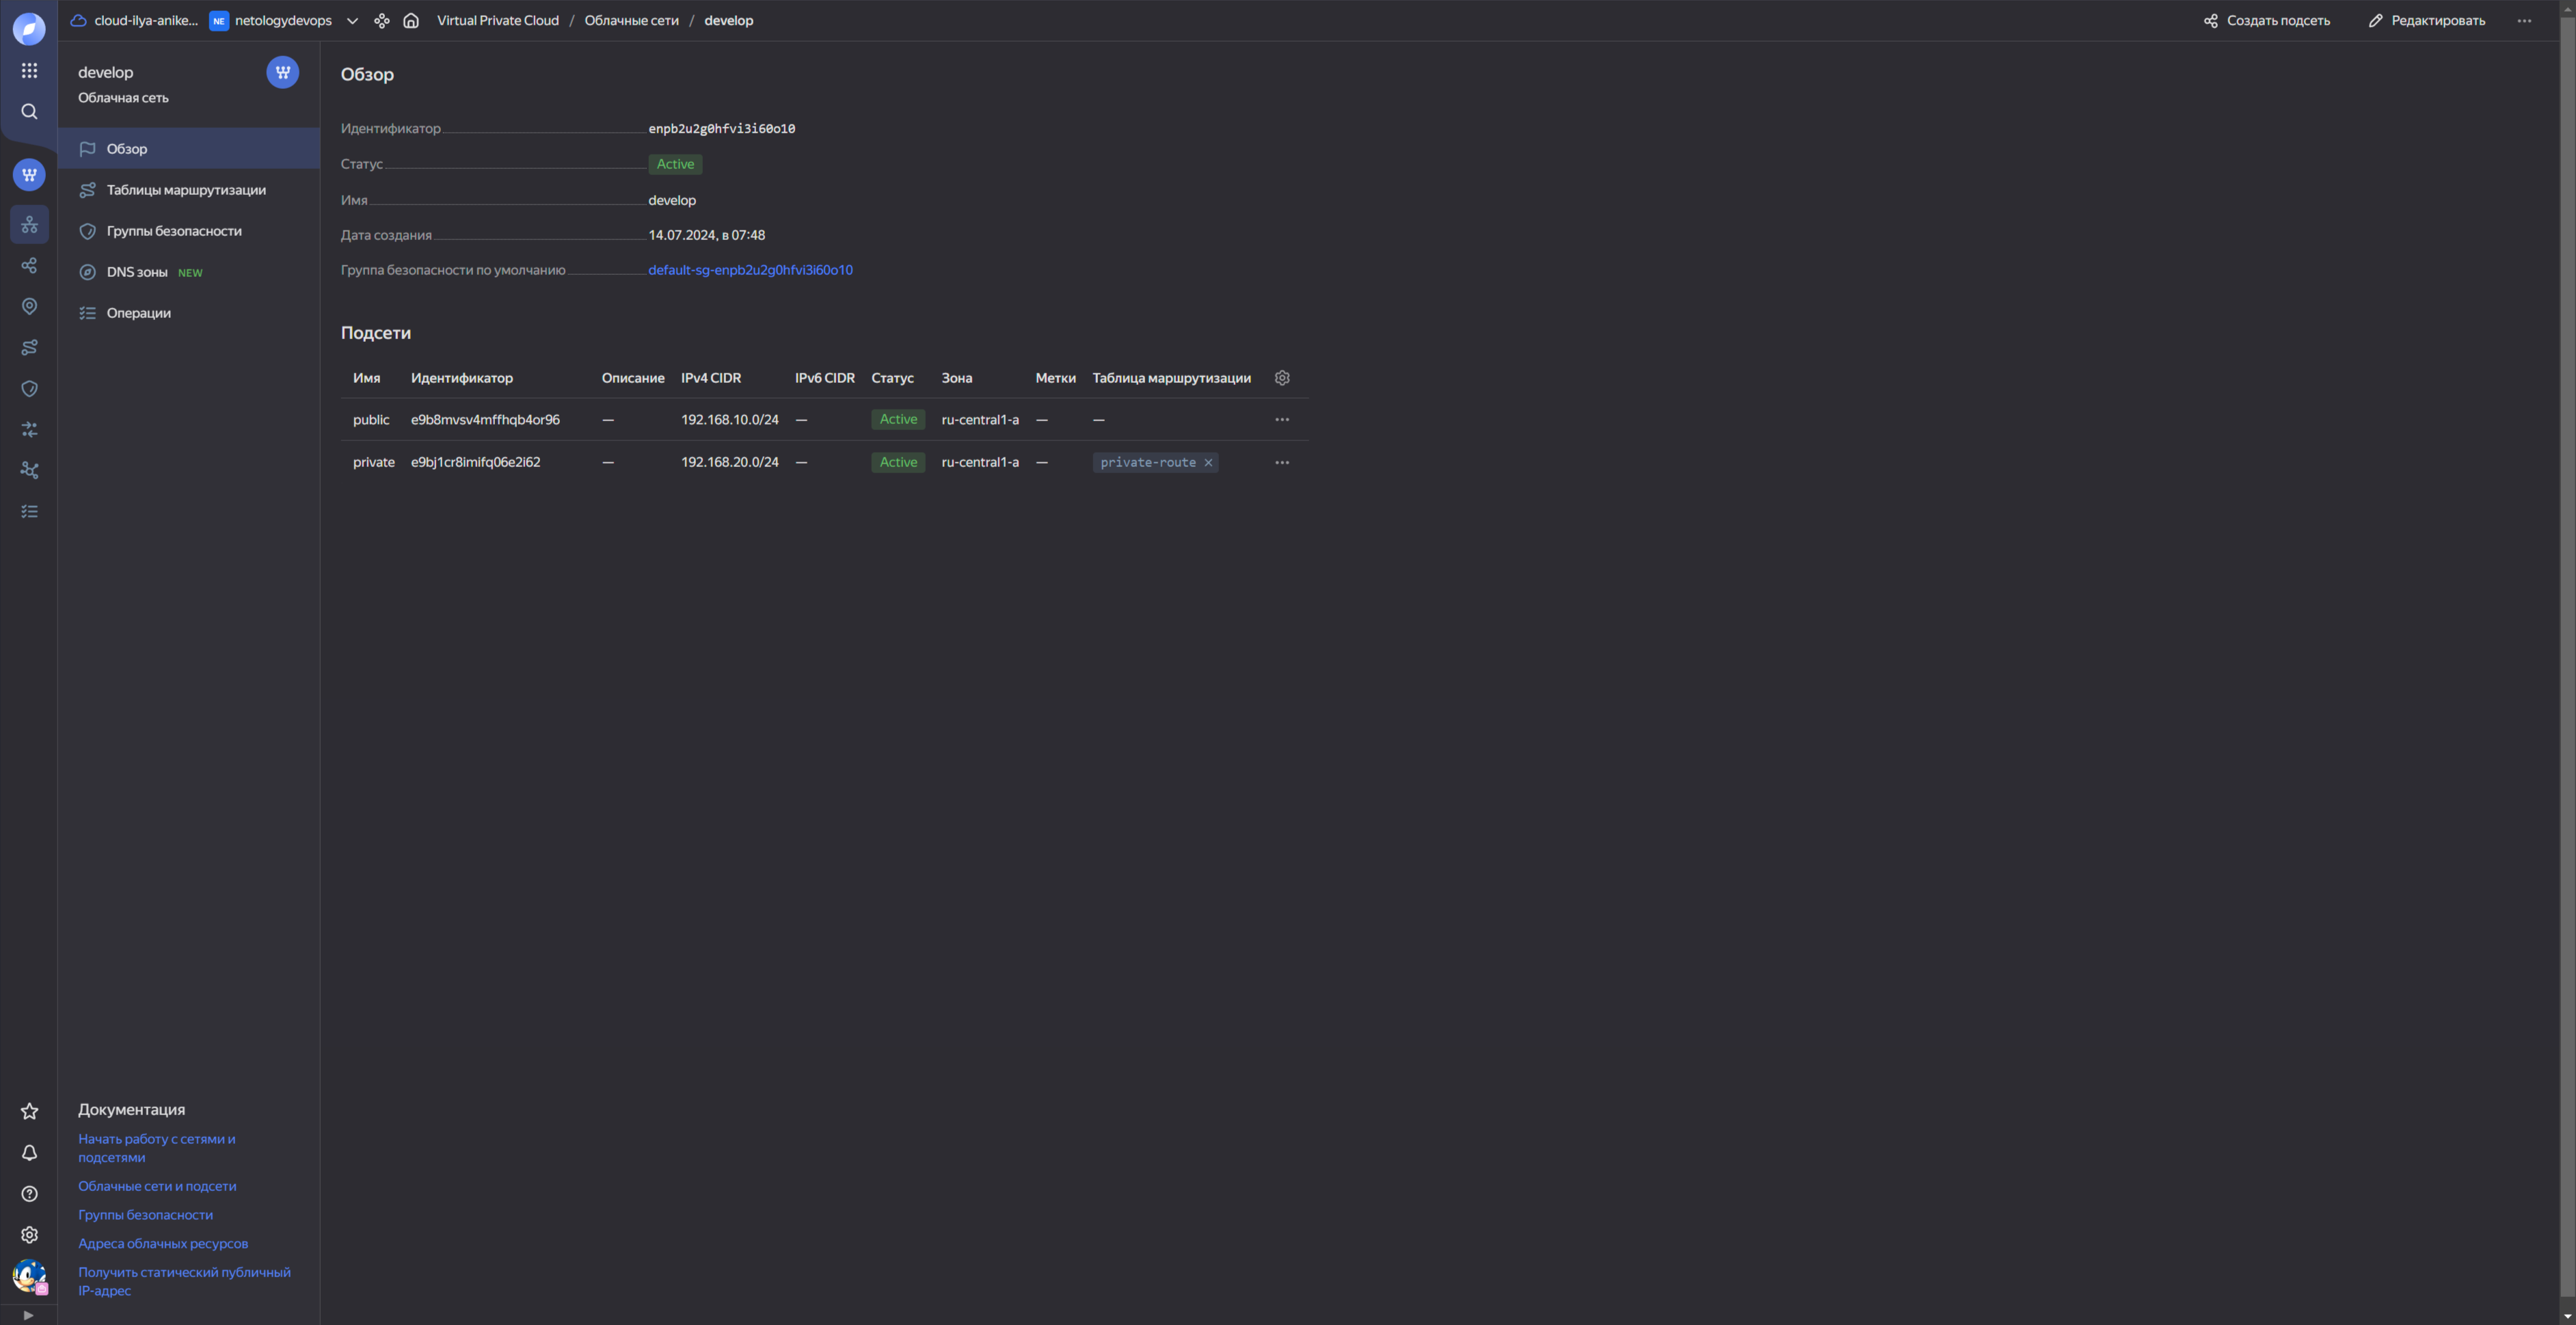 cloud-ilya-anike... NE netologydevops Virtual Private Cloud / Облачные сети / develop Создать подсеть Редактировать
develop
Облачная сеть
Обзор
Таблицы маршрутизации
Группы безопасности
DNS зоны NEW
Операции
Обзор
Идентификатор enpb2u2g0hfvi3i60o10
Статус Active
Имя develop
Дата создания 14.07.2024, в 07:48
Группа безопасности по умолчанию default-sg-enpb2u2g0hfvi3i60o10
Подсети
Имя Идентификатор Описание IPv4 CIDR IPv6 CIDR Статус Зона Метки Таблица маршрутизации
public e9b8mvsv4mffhqb4or96 — 192.168.10.0/24 — Active ru-central1-a — —
private e9bj1cr8imifq06e2i62 — 192.168.20.0/24 — Active ru-central1-a — private-route ×
Документация
Начать работу с сетями и
подсетями
Облачные сети и подсети
Группы безопасности
Адреса облачных ресурсов
Получить статический публичный
IP-адрес